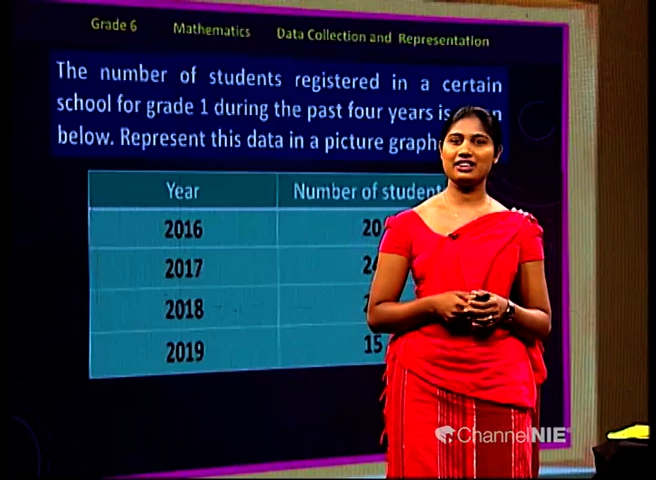 Grade 6 Mathematics Data Collection and Representation
The number of students registered in a certain
school for grade 1 during the past four years is
below. Represent this data in a picture graph
Year Number of student
2016 20
2017
2018
2019 15
ChannelNIE